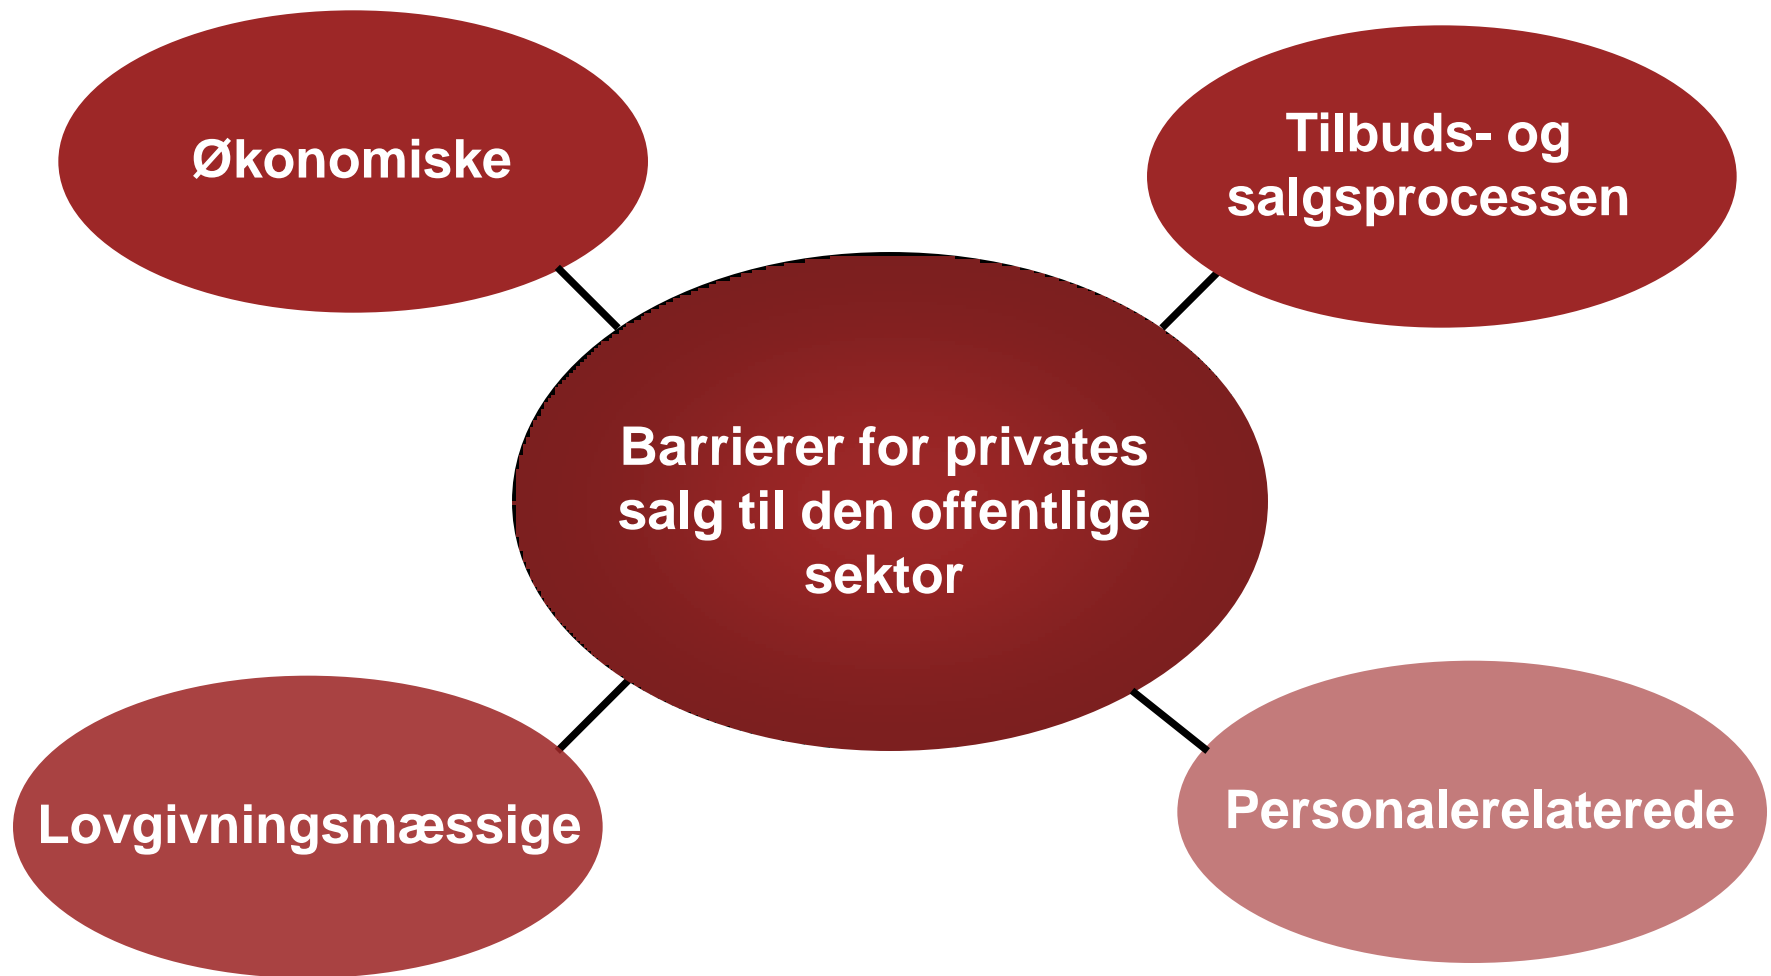 Økonomiske
Tilbuds- og
salgsprocessen
Barrierer for privates
salg til den offentlige
sektor
Lovgivningsmæssige
Personalerelaterede